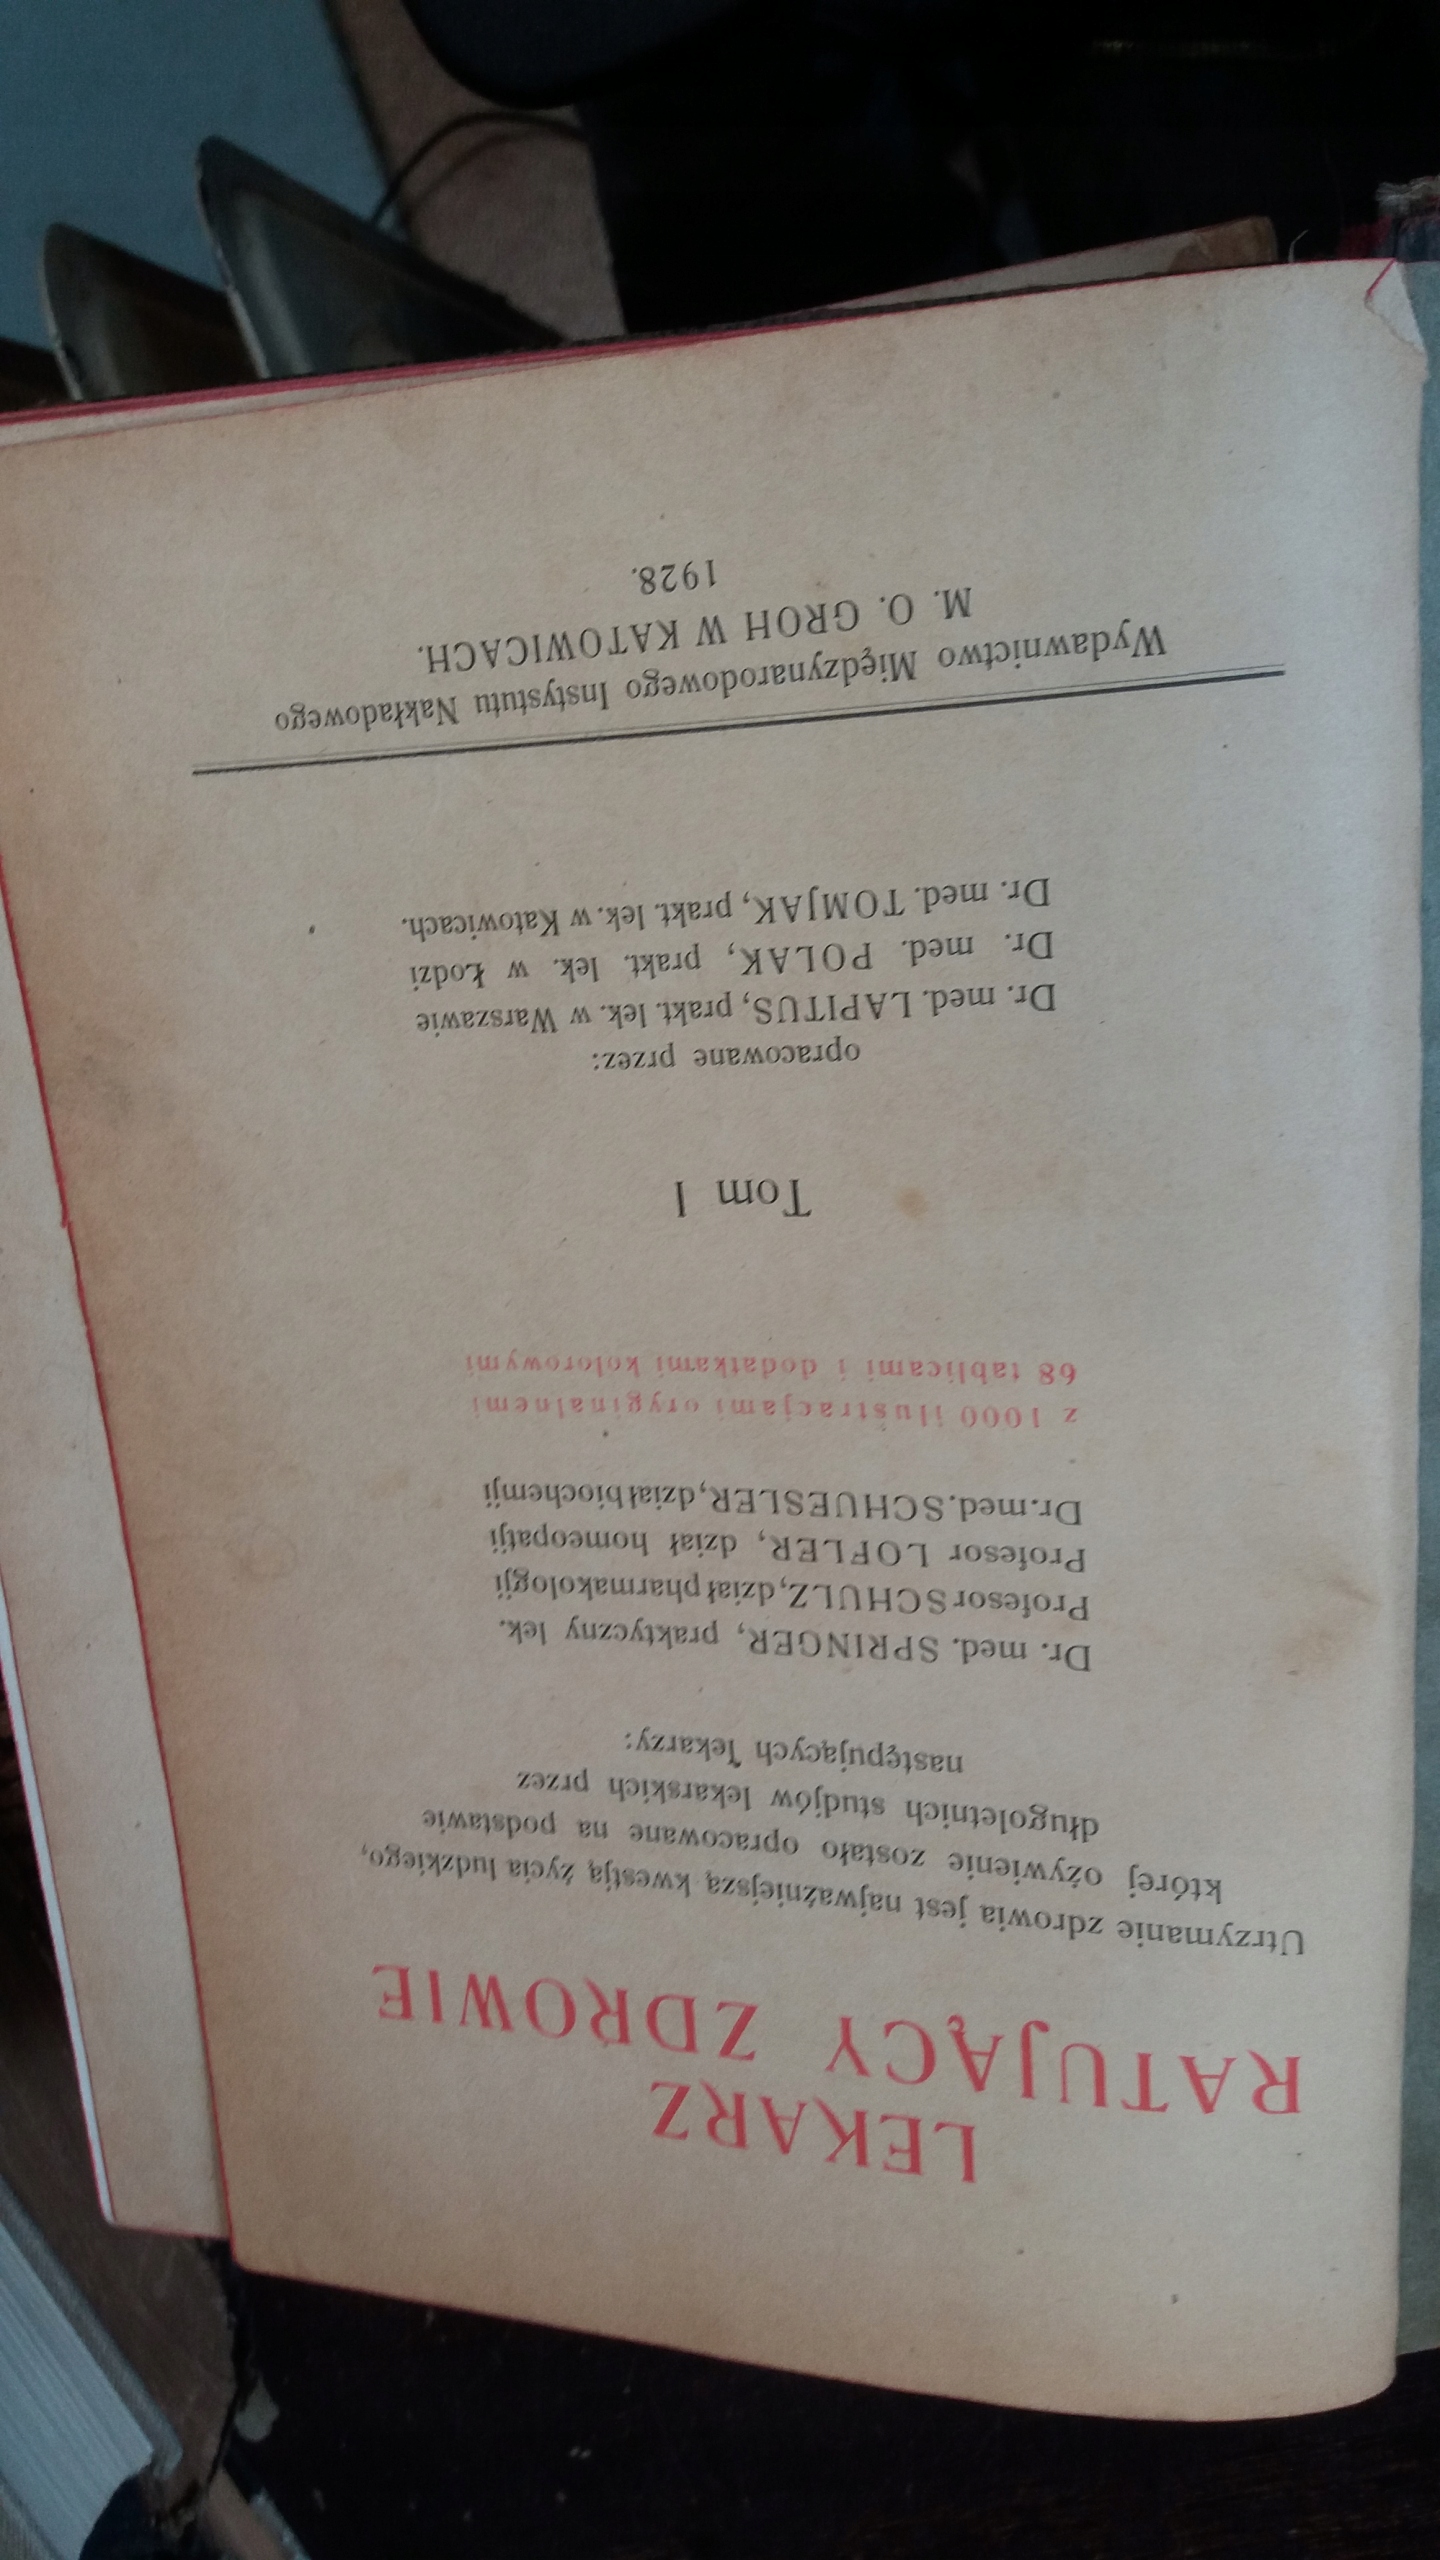 LEKARZ
RATUJĄCY ZDROWIE
Utrzymanie zdrowia jest najważniejszą kwestją życia ludzkiego,
której ożywienie zostało opracowane na podstawie
długoletnich studjów lekarskich przez
następujących lekarzy:
Dr. med. SPRINGER, praktyczny lek.
Profesor SCHULZ, dział pharmakologji
Profesor LOFLER, dział homeopatji
Dr. med. SCHUESLER, dział biochemji
z 1000 ilustracjami oryginalnemi
68 tablicami i dodatkami kolorowymi
Tom I
opracowane przez:
Dr. med. LAPITUS, prakt. lek. w Warszawie
Dr. med. POLAK, prakt. lek. w Łodzi
Dr. med. TOMJAK, prakt. lek. w Katowicach.
Wydawnictwo Międzynarodowego Instystutu Nakładowego
M. O. GROH W KATOWICACH.
1928.